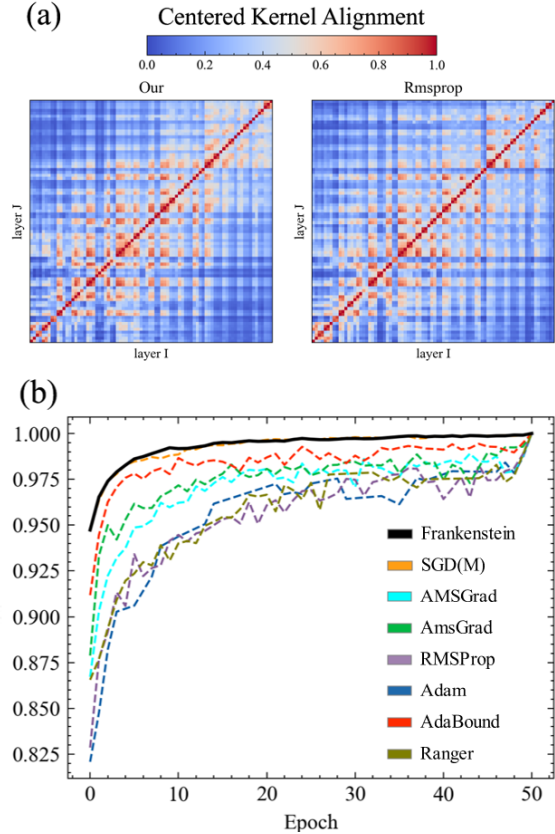 (a)
Centered Kernel Alignment
0.0 0.2 0.4 0.6 0.8 1.0
Our
Rmsprop
layer J
layer J
layer I
layer I
(b)
1.000
0.975
0.950
0.925
0.900
0.875
0.850
0.825
Frankenstein
SGD(M)
AMSGrad
AmsGrad
RMSProp
Adam
AdaBound
Ranger
0 10 20 30 40 50
Epoch